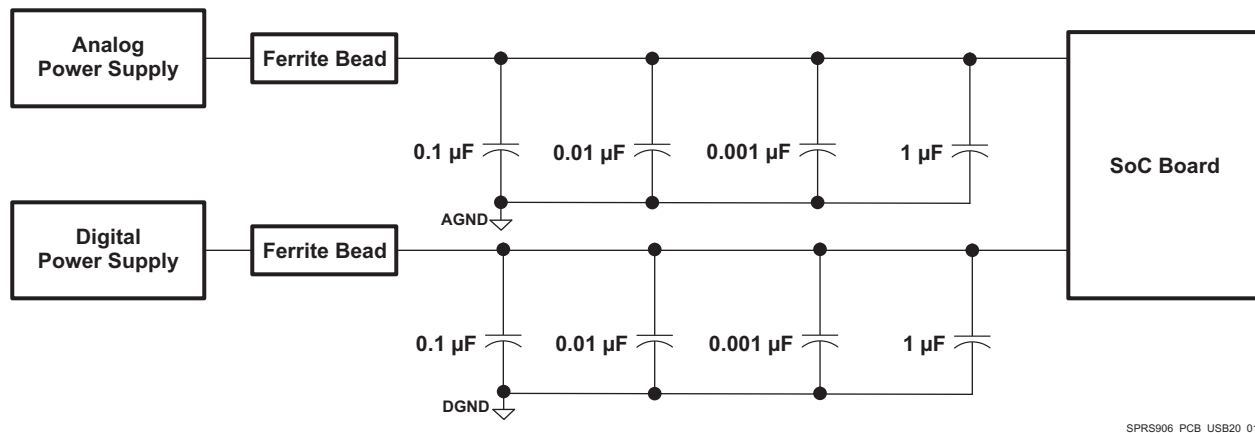 Analog
Power Supply
Ferrite Bead
0.1 µF
0.01 µF
0.001 µF
1 µF
SoC Board
AGND
Digital
Power Supply
Ferrite Bead
0.1 µF
0.01 µF
0.001 µF
1 µF
DGND